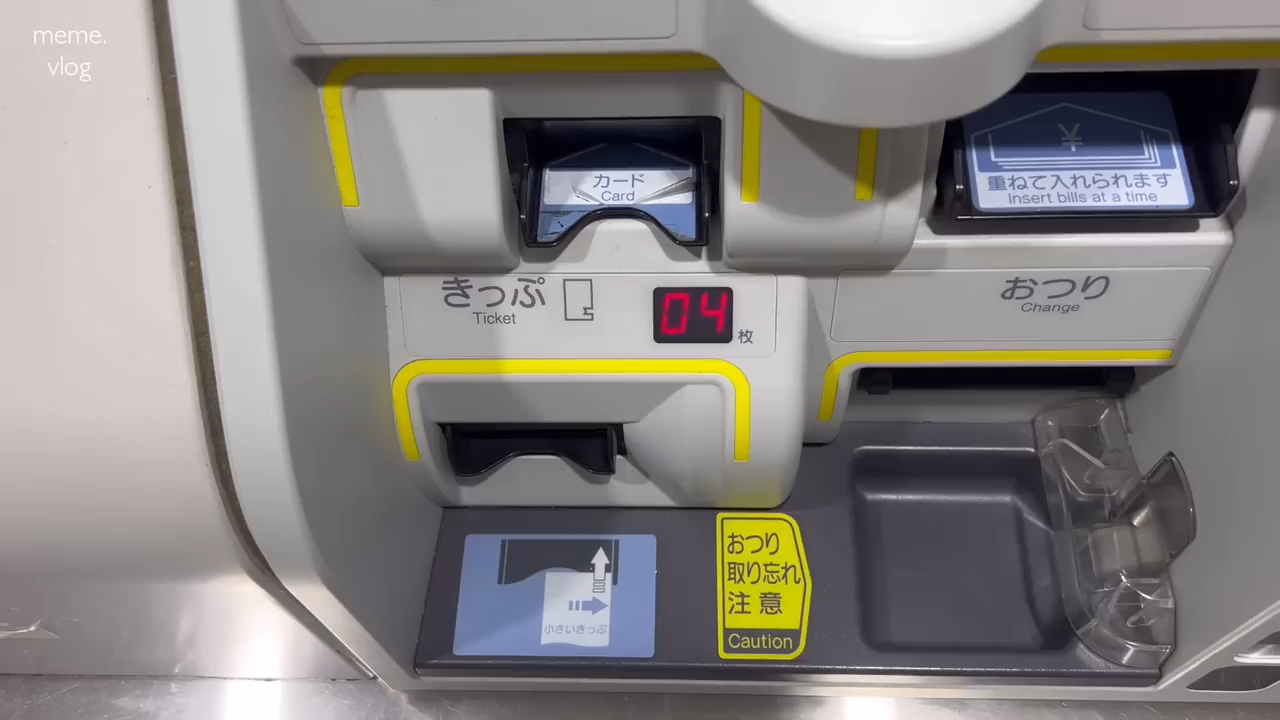 meme.
vlog
カード
Card
¥
重ねて入れられます
Insert bills at a time
きっぷ
Ticket
04
枚
おつり
Change
小さいきっぷ
おつり
取り忘れ
注意
Caution